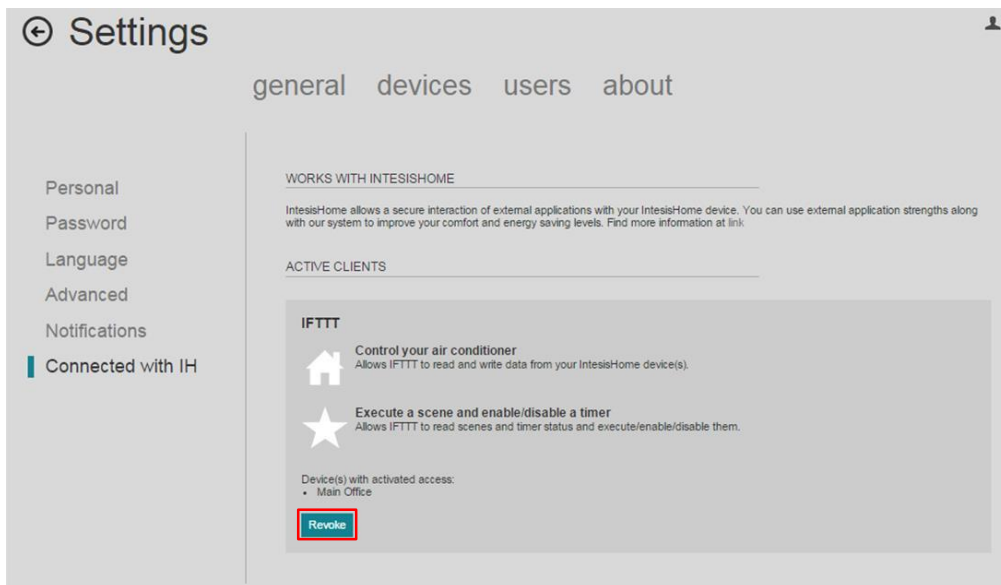 Settings
general devices users about
Personal
Password
Language
Advanced
Notifications
Connected with IH
WORKS WITH INTESISHOME
IntesisHome allows a secure interaction of external applications with your IntesisHome device. You can use external application strengths along
with our system to improve your comfort and energy saving levels. Find more information at link
ACTIVE CLIENTS
IFTTT
Control your air conditioner
Allows IFTTT to read and write data from your IntesisHome device(s).
Execute a scene and enable/disable a timer
Allows IFTTT to read scenes and timer status and execute/enable/disable them.
Device(s) with activated access:
• Main Office
Revoke